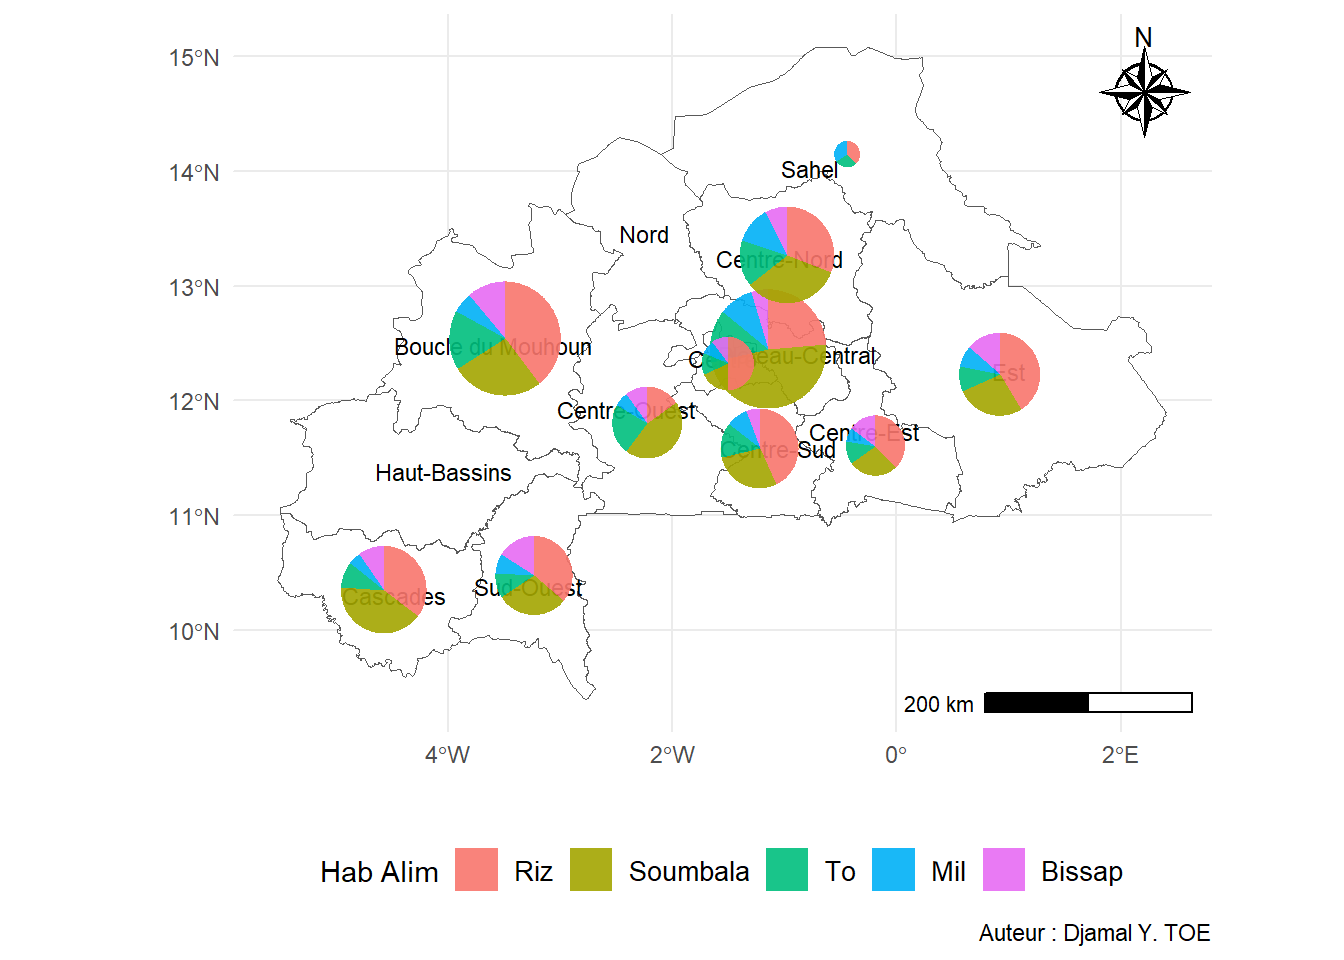 N
15°N
14°N
13°N
12°N
11°N
10°N
Sahel
Nord
Centre-Nord
Boucle du Mouhoun
eau-Central
Est
Centre-Ouest
Centre-Est
Centre-Sud
Haut-Bassins
Sud-Ouest
Cascades
200 km
4°W
2°W
0°
2°E
Hab Alim Riz Soumbala To Mil Bissap
Auteur : Djamal Y. TOE